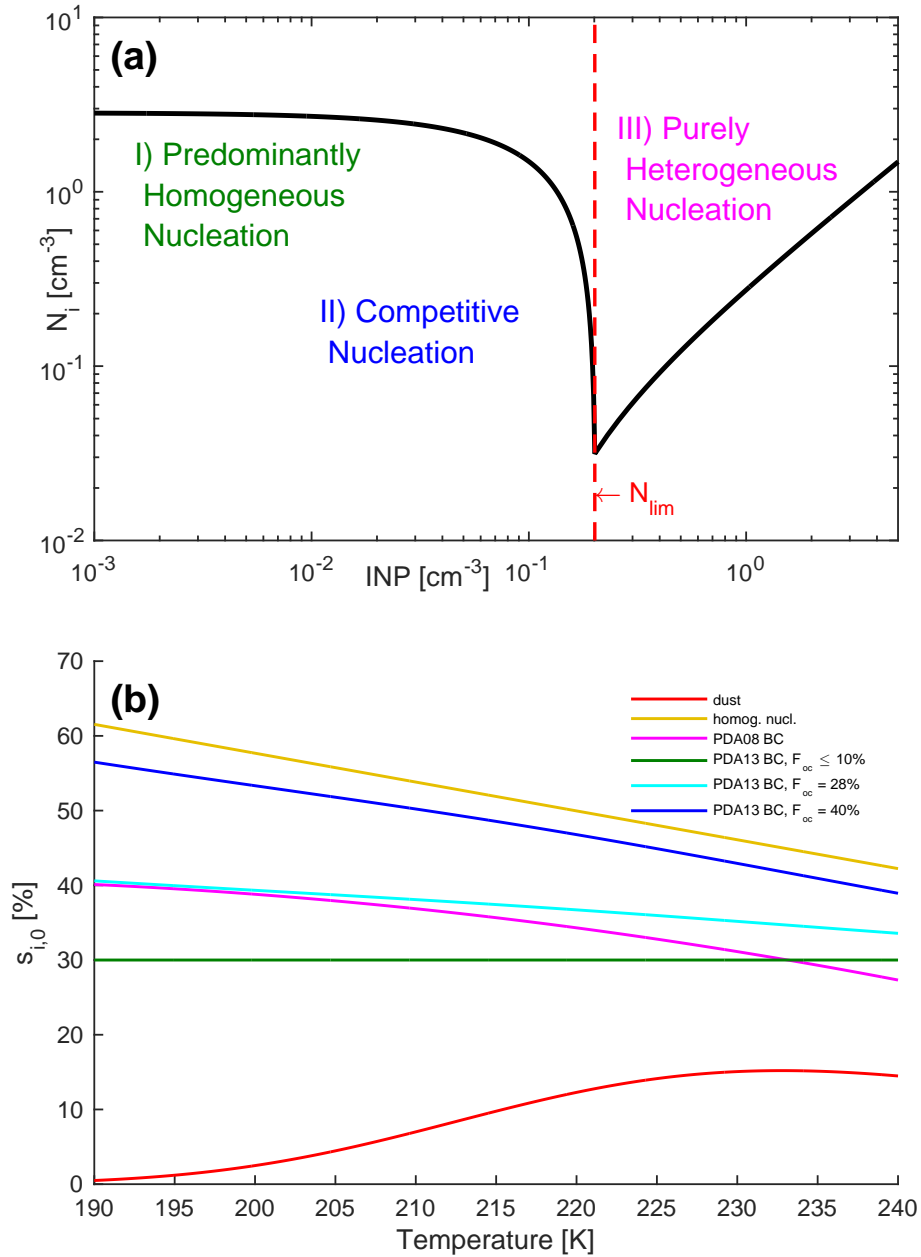 (a)
10^1
10^0
10^-1
10^-2
N_i [cm^-3]
I) Predominantly
Homogeneous
Nucleation
II) Competitive
Nucleation
III) Purely
Heterogeneous
Nucleation
← N_lim
10^-3 10^-2 10^-1 10^0
INP [cm^-3]
(b)
70
60
50
40
30
20
10
0
s_i,0 [%]
dust
homog. nucl.
PDA08 BC
PDA13 BC, F_oc ≤ 10%
PDA13 BC, F_oc = 28%
PDA13 BC, F_oc = 40%
190 195 200 205 210 215 220 225 230 235 240
Temperature [K]